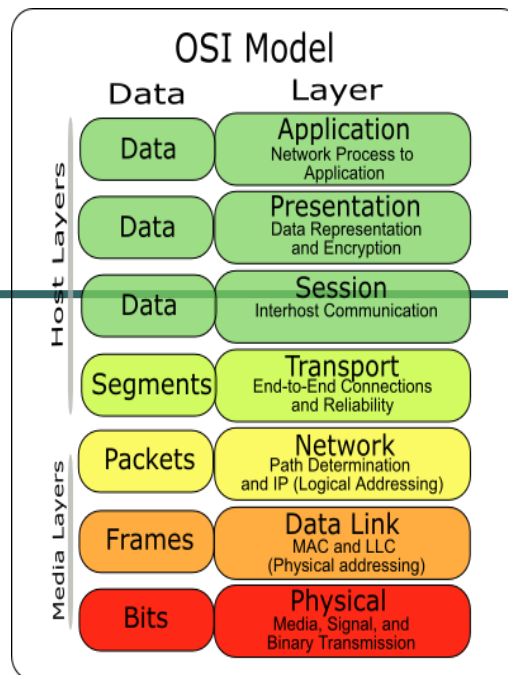 OSI Model
Data Layer
Host Layers
Data
Application
Network Process to
Application
Data
Presentation
Data Representation
and Encryption
Data
Session
Interhost Communication
Segments
Transport
End-to-End Connections
and Reliability
Media Layers
Packets
Network
Path Determination
and IP (Logical Addressing)
Frames
Data Link
MAC and LLC
(Physical addressing)
Bits
Physical
Media, Signal, and
Binary Transmission